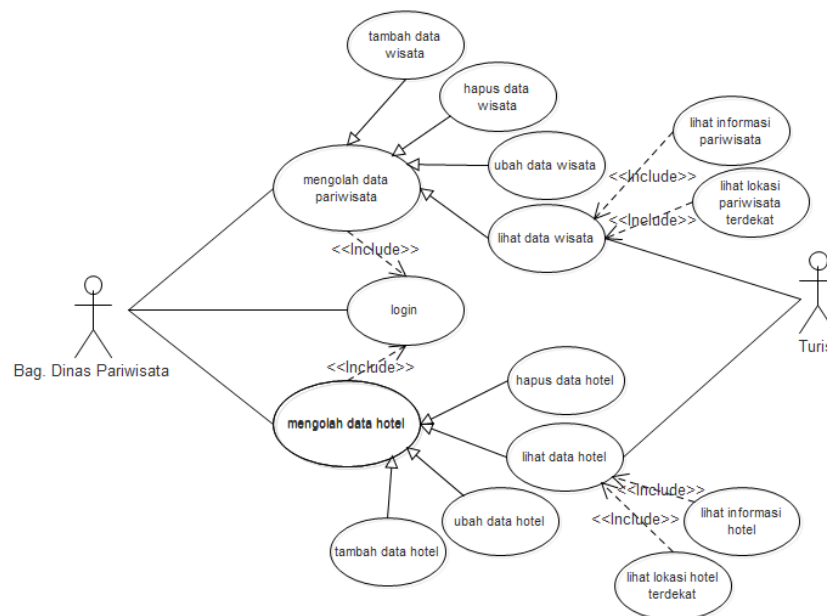 tambah data
wisata
hapus data
wisata
lihat informasi
pariwisata
ubah data wisata
<<Include>>
mengolah data
pariwisata
lihat lokasi
pariwisata
terdekat
<<Include>>
lihat data wisata
<<Include>>
login
Bag. Dinas Pariwisata
Turis
<<Include>>
hapus data hotel
mengolah data hotel
lihat data hotel
<<Include>>
lihat informasi
hotel
<<Include>>
ubah data hotel
tambah data hotel
lihat lokasi hotel
terdekat